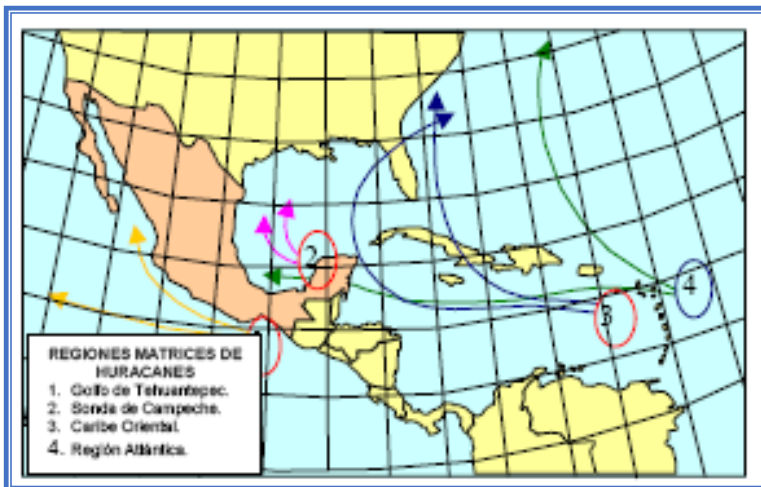 2
4
3
REGIONES MATRICES DE
HURACANES
1. Golfo de Tehuantepec.
2. Sonda de Campeche.
3. Caribe Oriental.
4. Región Atlántica.